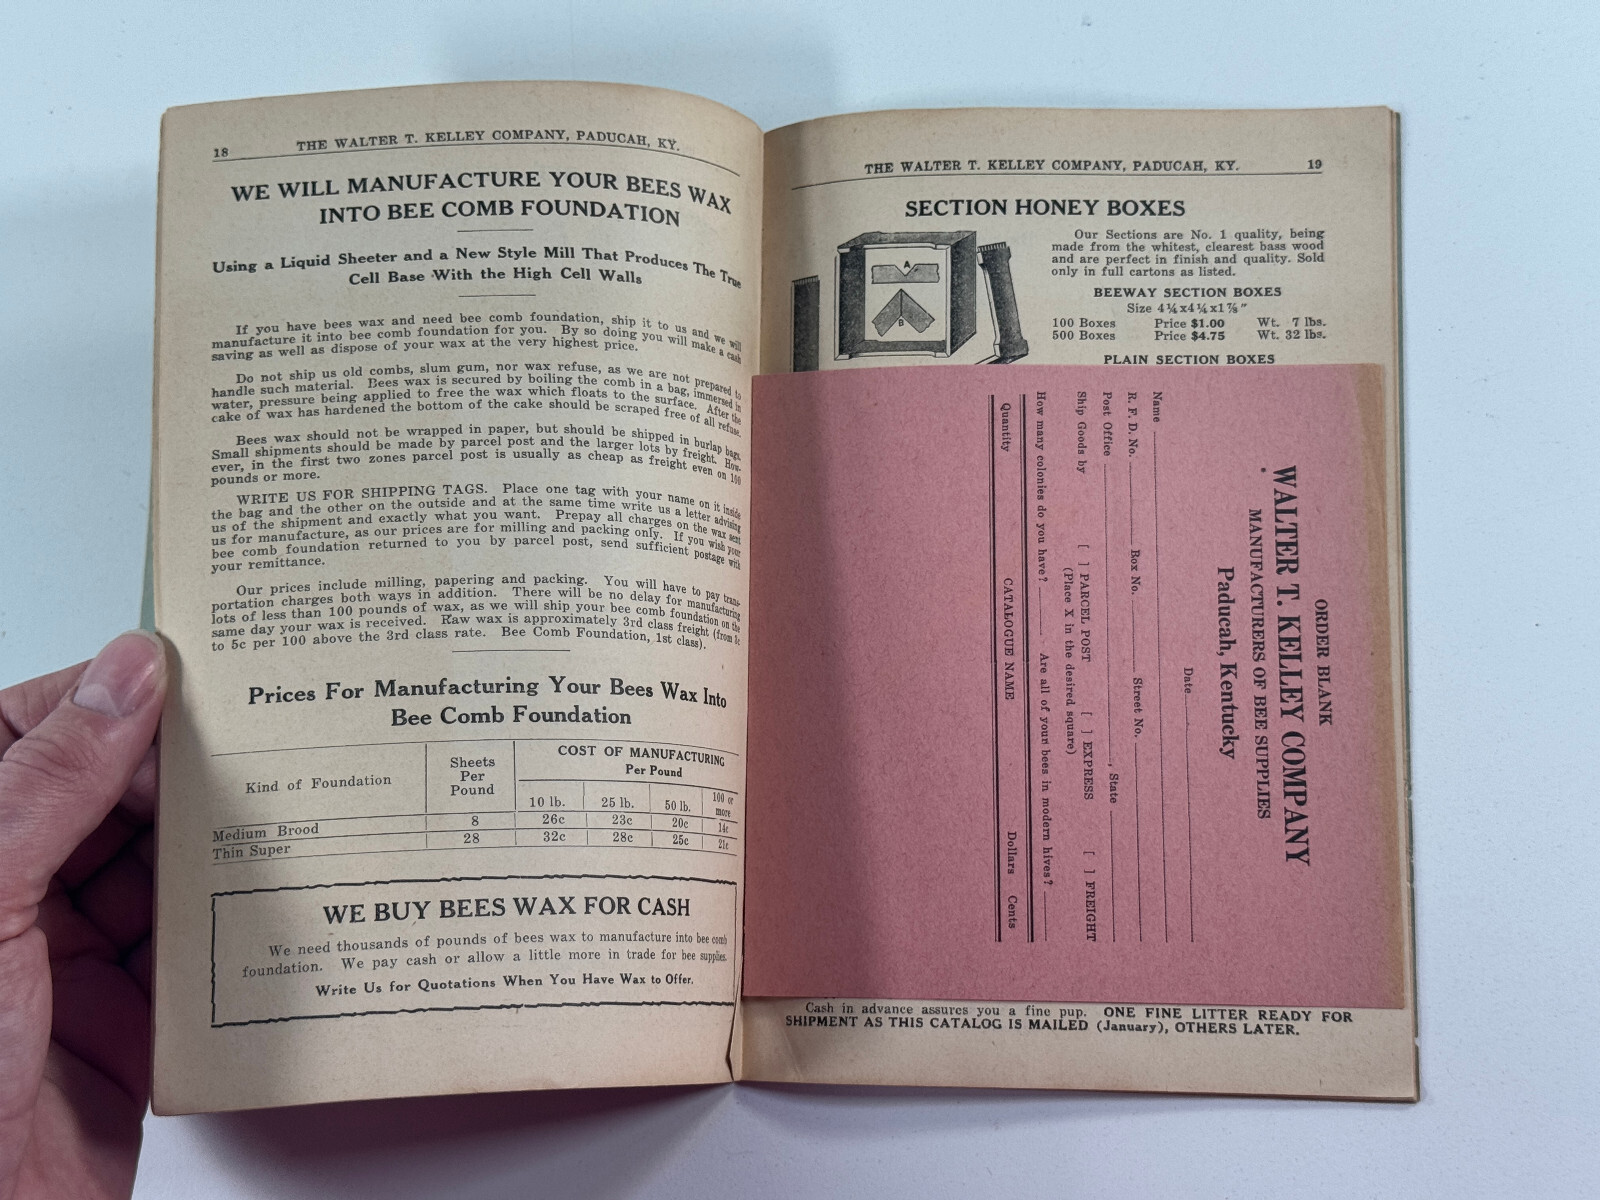 18 THE WALTER T. KELLEY COMPANY, PADUCAH, KY.
WE WILL MANUFACTURE YOUR BEES WAX
INTO BEE COMB FOUNDATION
Using a Liquid Sheeter and a New Style Mill That Produces The True
Cell Base With the High Cell Walls
If you have bees wax and need bee comb foundation, ship it to us and we will
manufacture it into bee comb foundation for you. By so doing you will make a cash
saving as well as dispose of your wax at the very highest price.
Do not ship us old combs, slum gum, nor wax refuse, as we are not prepared to
handle such material. Bees wax is secured by boiling the comb in a bag, immersed in
water, pressure being applied to free the wax which floats to the surface. After the
cake of wax has hardened the bottom of the cake should be scraped free of all refuse.
Bees wax should not be wrapped in paper, but should be shipped in burlap bags.
Small shipments should be made by parcel post and the larger lots by freight. How-
ever, in the first two zones parcel post is usually as cheap as freight even on 100
pounds or more.
WRITE US FOR SHIPPING TAGS. Place one tag with your name on it inside
the bag and the other on the outside and at the same time write us a letter advising
us of the shipment and exactly what you want. Prepay all charges on the wax sent
us for manufacture, as our prices are for milling and packing only. If you wish your
bee comb foundation returned to you by parcel post, send sufficient postage with
your remittance.
Our prices include milling, papering and packing. You will have to pay trans-
portation charges both ways in addition. There will be no delay for manufacturing
lots of less than 100 pounds of wax, as we will ship your bee comb foundation on the
same day your wax is received. Raw wax is approximately 3rd class freight (from 3c
to 5c per 100 above the 3rd class rate. Bee Comb Foundation, 1st class).
Prices For Manufacturing Your Bees Wax Into
Bee Comb Foundation
Kind of Foundation Sheets Per Pound COST OF MANUFACTURING
Per Pound
10 lb. 25 lb. 50 lb. 100 or more
Medium Brood 8 26c 23c 20c 14c
Thin Super 28 32c 28c 25c 21c
WE BUY BEES WAX FOR CASH
We need thousands of pounds of bees wax to manufacture into bee comb
foundation. We pay cash or allow a little more in trade for bee supplies.
Write Us for Quotations When You Have Wax to Offer.
THE WALTER T. KELLEY COMPANY, PADUCAH, KY. 19
SECTION HONEY BOXES
A
B
Our Sections are No. 1 quality, being
made from the whitest, clearest bass wood
and are perfect in finish and quality. Sold
only in full cartons as listed.
BEEWAY SECTION BOXES
Size 4¼x4¼x1⅞"
100 Boxes Price $1.00 Wt. 7 lbs.
500 Boxes Price $4.75 Wt. 32 lbs.
PLAIN SECTION BOXES
ORDER BLANK
WALTER T. KELLEY COMPANY
MANUFACTURERS OF BEE SUPPLIES
Paducah, Kentucky
Date
Name
R. F. D. No. Box No. Street No.
Post Office , State
Ship Goods by [ ] PARCEL POST [ ] EXPRESS [ ] FREIGHT
(Place X in the desired square)
How many colonies do you have? Are all of your bees in modern hives?
Quantity CATALOGUE NAME Dollars Cents
Cash in advance assures you a fine pup. ONE FINE LITTER READY FOR
SHIPMENT AS THIS CATALOG IS MAILED (January), OTHERS LATER.